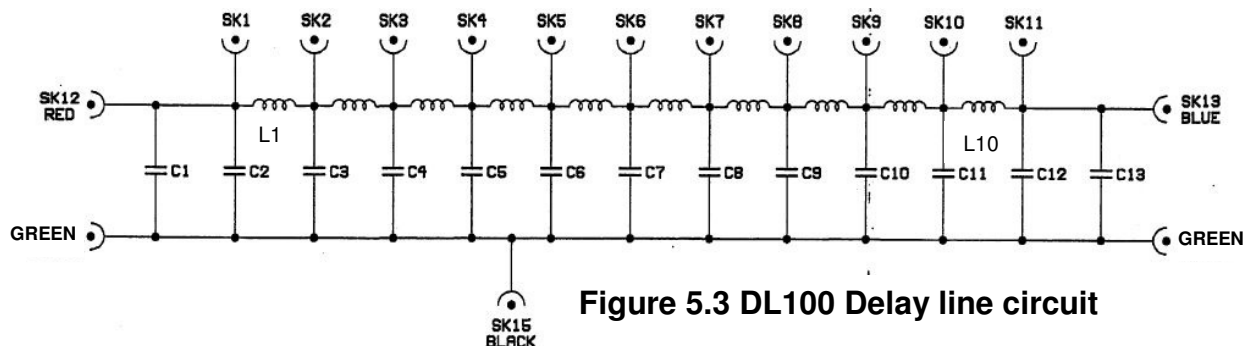 SK1 SK2 SK3 SK4 SK5 SK6 SK7 SK8 SK9 SK10 SK11
SK12
RED
SK13
BLUE
L1
L10
C1 C2 C3 C4 C5 C6 C7 C8 C9 C10 C11 C12 C13
GREEN
GREEN
SK15
BLACK
Figure 5.3 DL100 Delay line circuit